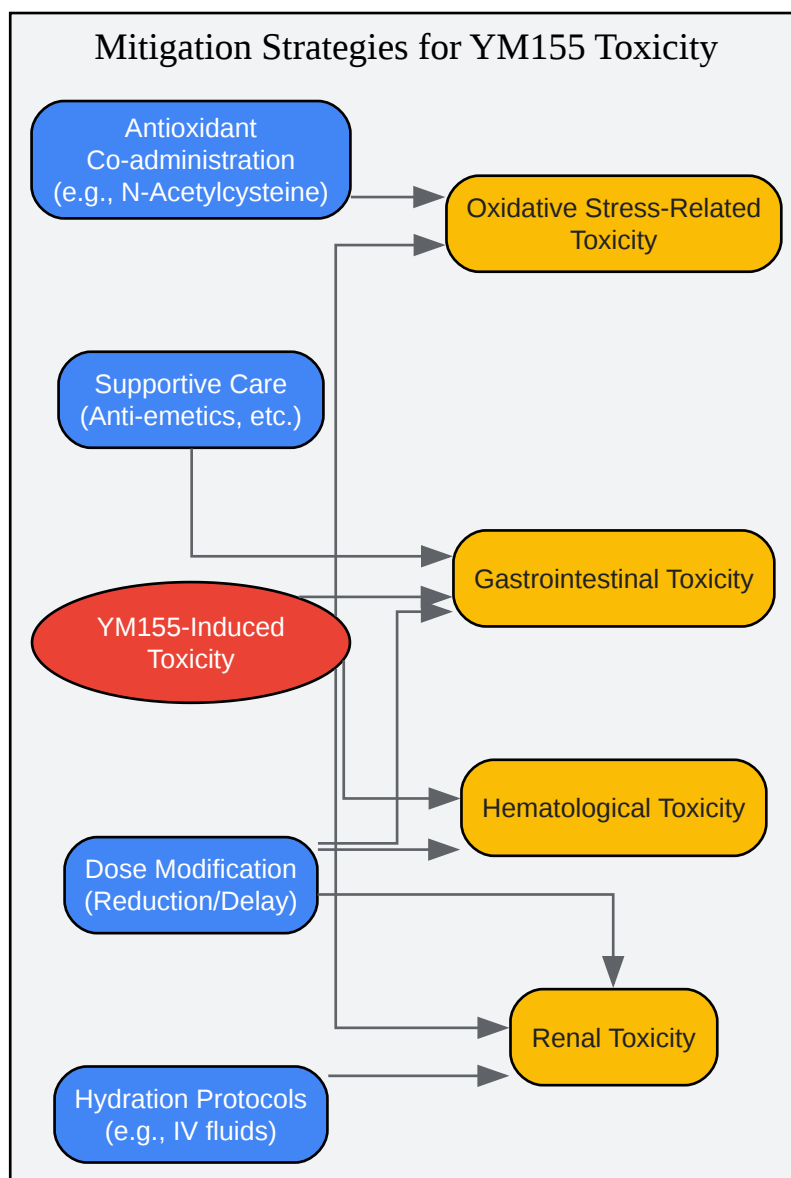 Mitigation Strategies for YM155 Toxicity
Antioxidant
Co-administration
(e.g., N-Acetylcysteine)
Oxidative Stress-Related
Toxicity
Supportive Care
(Anti-emetics, etc.)
Gastrointestinal Toxicity
YM155-Induced
Toxicity
Hematological Toxicity
Dose Modification
(Reduction/Delay)
Renal Toxicity
Hydration Protocols
(e.g., IV fluids)